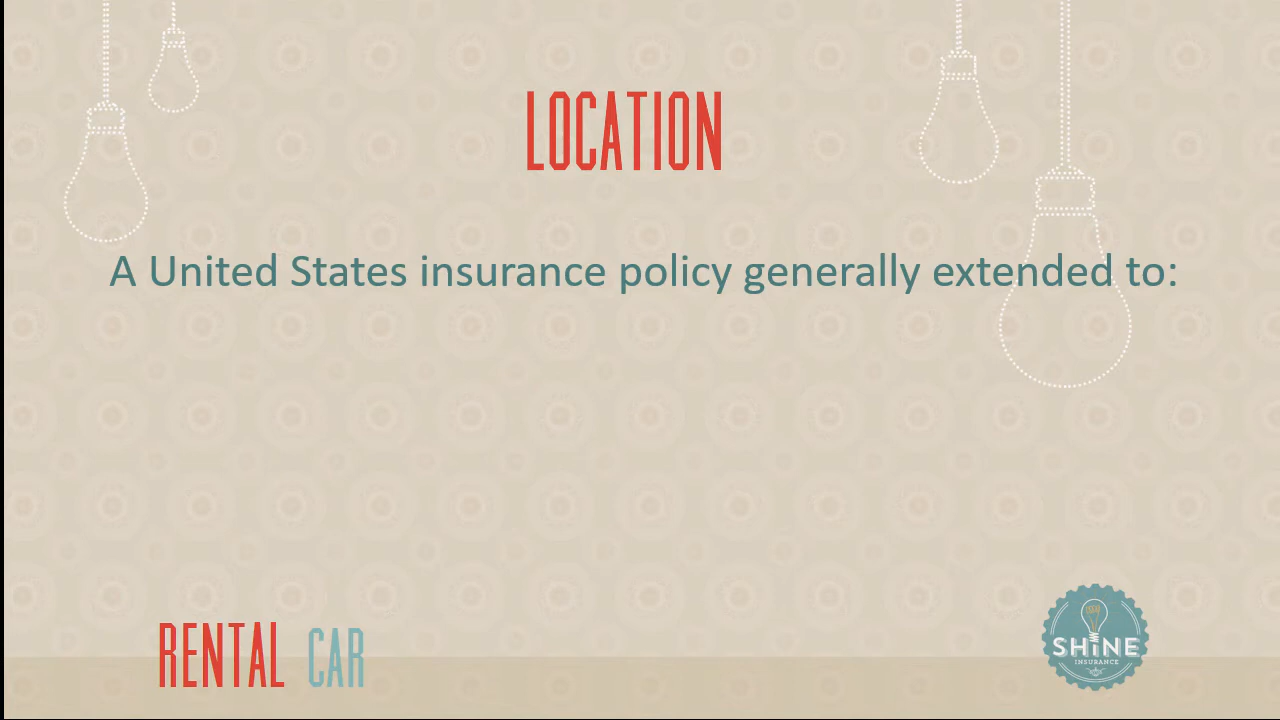 LOCATION
A United States insurance policy generally extended to:
RENTAL CAR
SHINE
INSURANCE